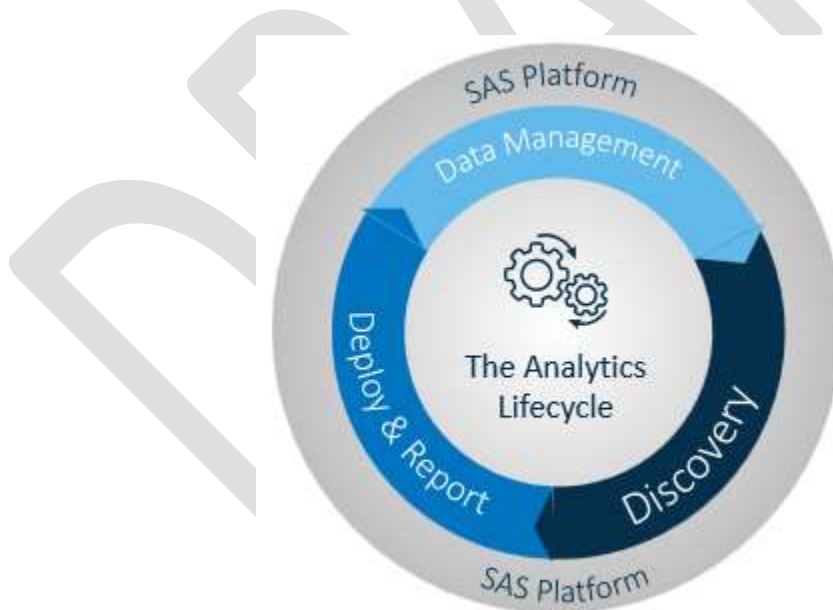 SAS Platform
Data Management
Discovery
Deploy & Report
The Analytics
Lifecycle
SAS Platform